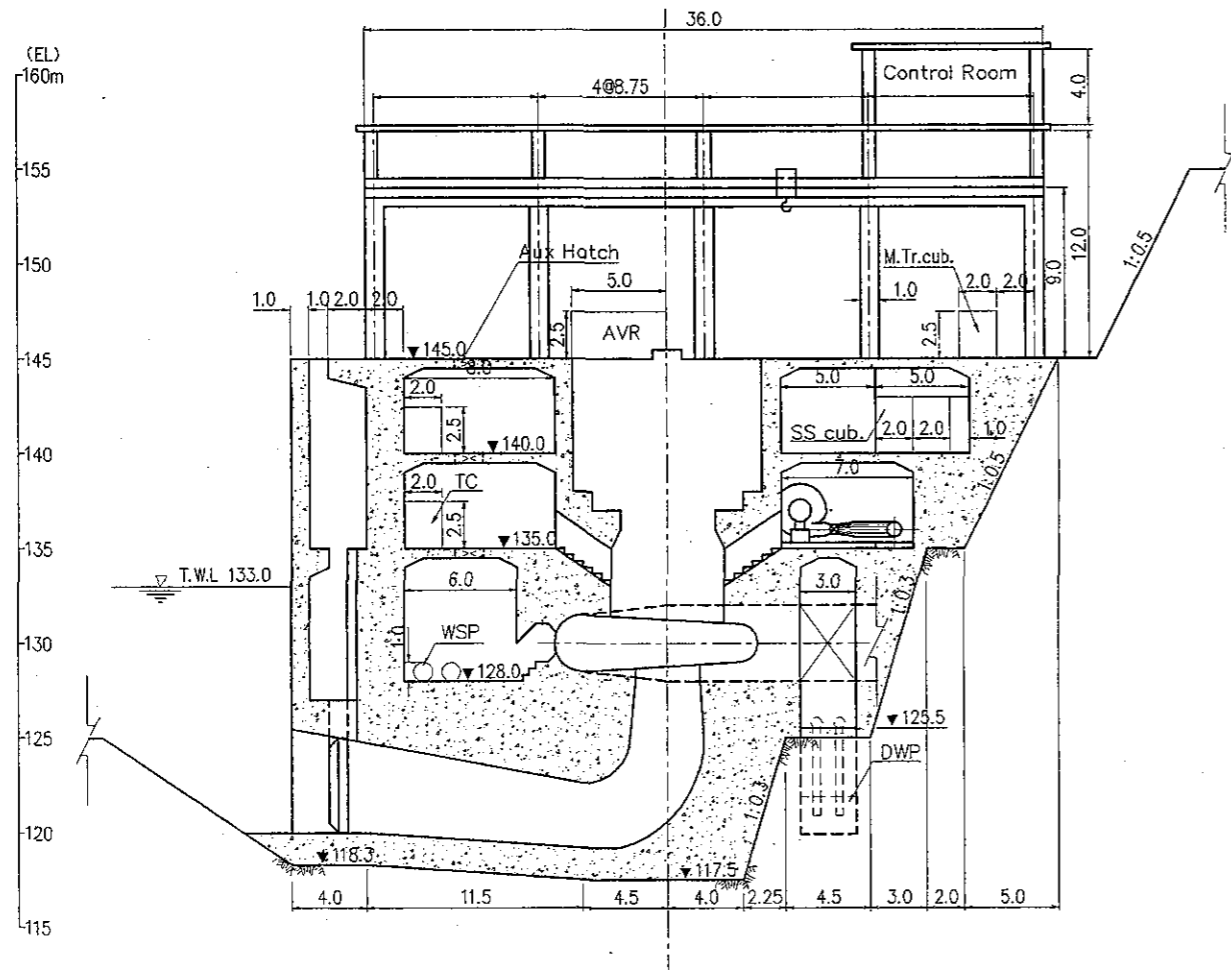 36.0
(EL)
160m
Control Room
4.0
4@8.75
155
12.0
9.0
1:0.5
150
Aux Hatch
M.Tr.cub.
5.0
2.0 2.0
1.0 1.0 2.0 2.0
1.0
2.5
AVR
2.5
145
▼145.0
8.0
2.0
5.0 5.0
2.5
SS cub.
2.0 2.0 1.0
140
▼140.0
7.0
1:0.5
2.0
TC
2.5
135
▼135.0
T.W.L 133.0
6.0
3.0
1:0.3
130
1.0
WSP
▼128.0
▼125.5
125
DWP
1:0.3
120
▼118.3
▼117.5
4.0 11.5 4.5 4.0 2.25 4.5 3.0 2.0 5.0
115